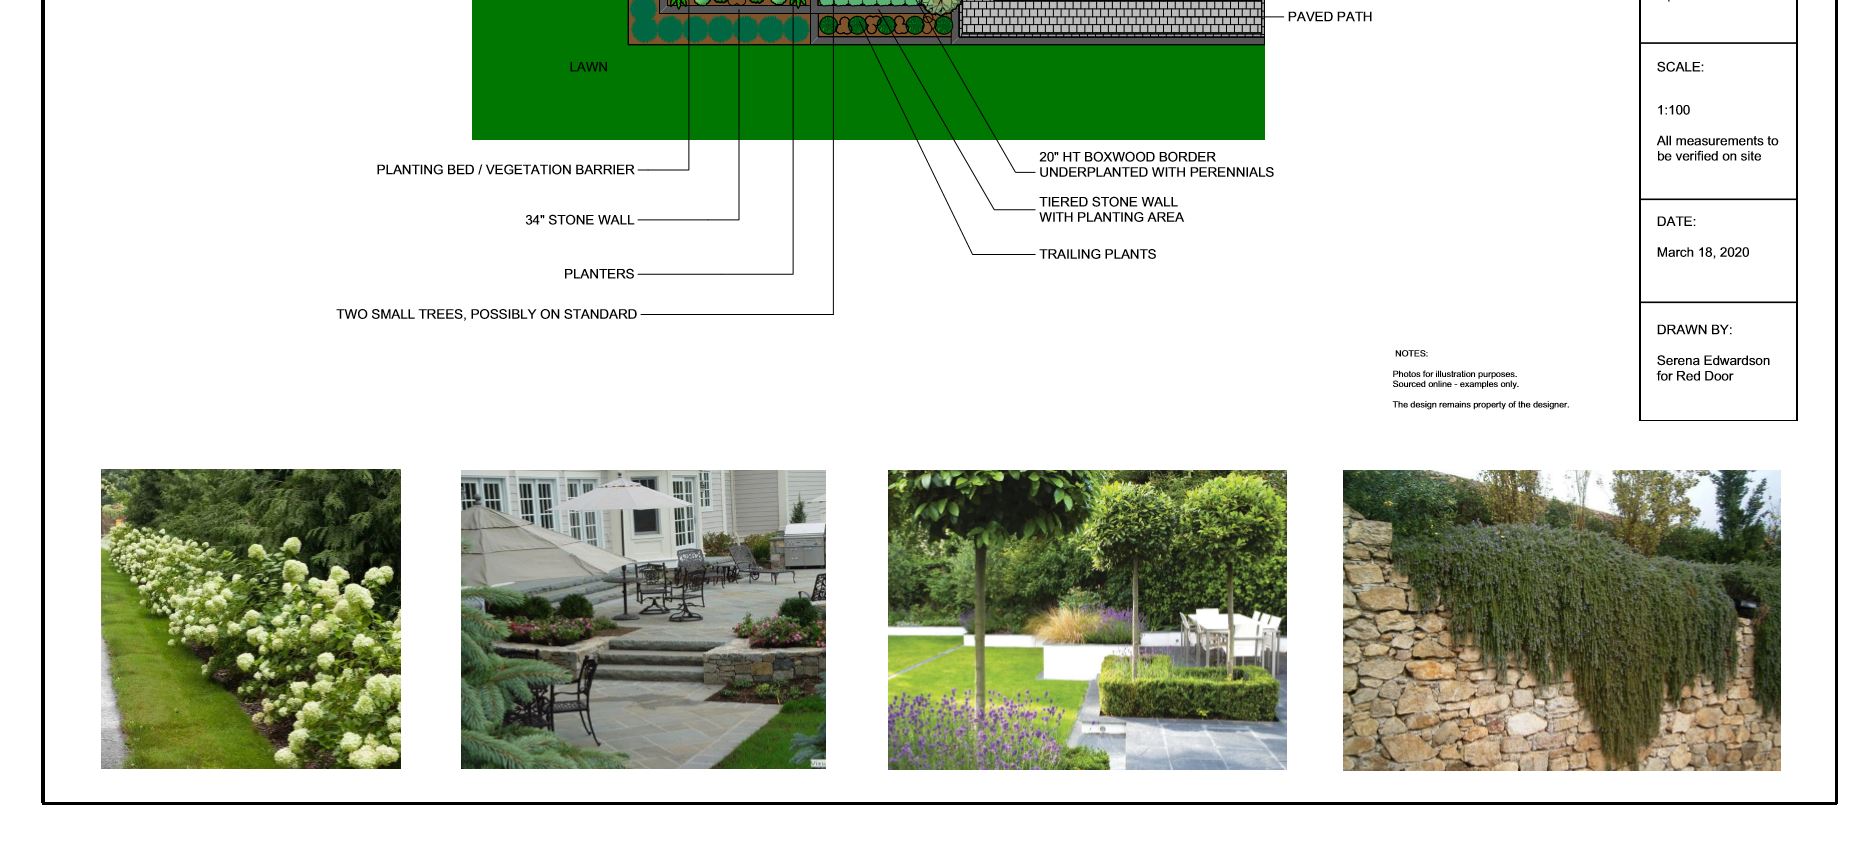 PAVED PATH
LAWN
PLANTING BED / VEGETATION BARRIER
34" STONE WALL
PLANTERS
TWO SMALL TREES, POSSIBLY ON STANDARD
20" HT BOXWOOD BORDER
UNDERPLANTED WITH PERENNIALS
TIERED STONE WALL
WITH PLANTING AREA
TRAILING PLANTS
NOTES:
Photos for illustration purposes.
Sourced online - examples only.
The design remains property of the designer.
SCALE:
1:100
All measurements to
be verified on site
DATE:
March 18, 2020
DRAWN BY:
Serena Edwardson
for Red Door